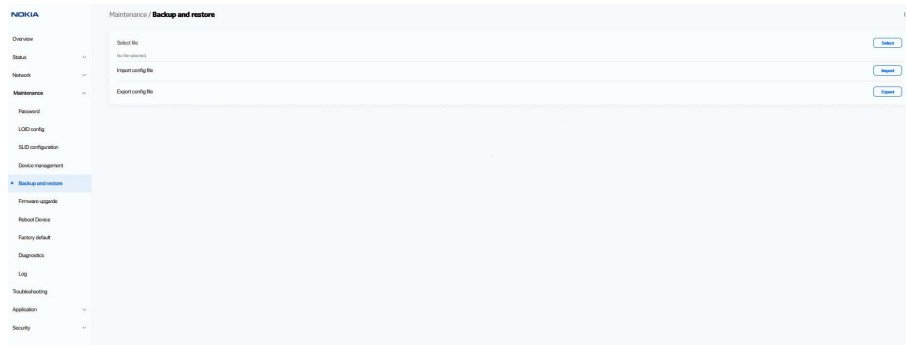 NOKIA
Maintenance / Backup and restore
Overview
Status
Network
Maintenance
Password
LOID config
SLID configuration
Device management
Backup and restore
Firmware upgarde
Reboot Device
Factory default
Diagnostics
Log
Troubleshooting
Application
Security
Select file
Select
No file selected
Import config file
Import
Export config file
Export